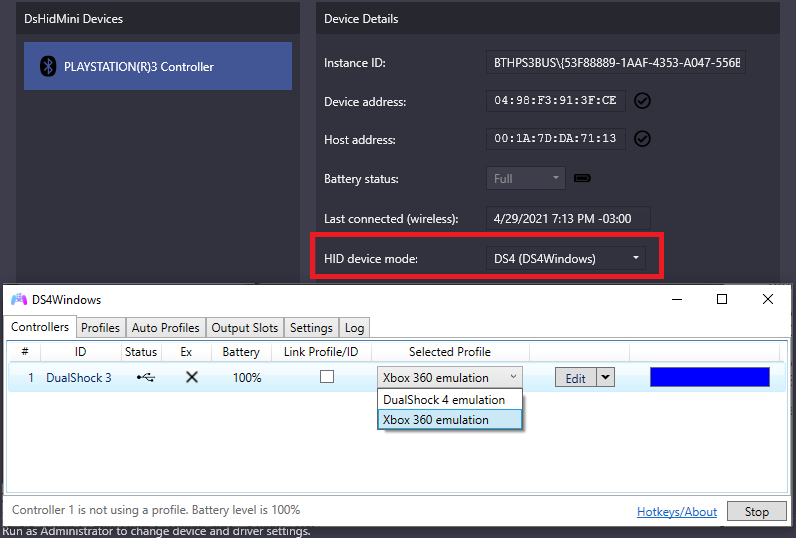 DsHidMini Devices
PLAYSTATION(R)3 Controller
Device Details
Instance ID: BTHPS3BUS\{53F88889-1AAF-4353-A047-556B
Device address: 04:98:F3:91:3F:CE
Host address: 00:1A:7D:DA:71:13
Battery status: Full
Last connected (wireless): 4/29/2021 7:13 PM -03:00
HID device mode: DS4 (DS4Windows)
DS4Windows
Controllers Profiles Auto Profiles Output Slots Settings Log
# ID Status Ex Battery Link Profile/ID Selected Profile
1 DualShock 3 100% Xbox 360 emulation Edit
DualShock 4 emulation
Xbox 360 emulation
Controller 1 is not using a profile. Battery level is 100% Hotkeys/About Stop
Run as Administrator to change device and driver settings.